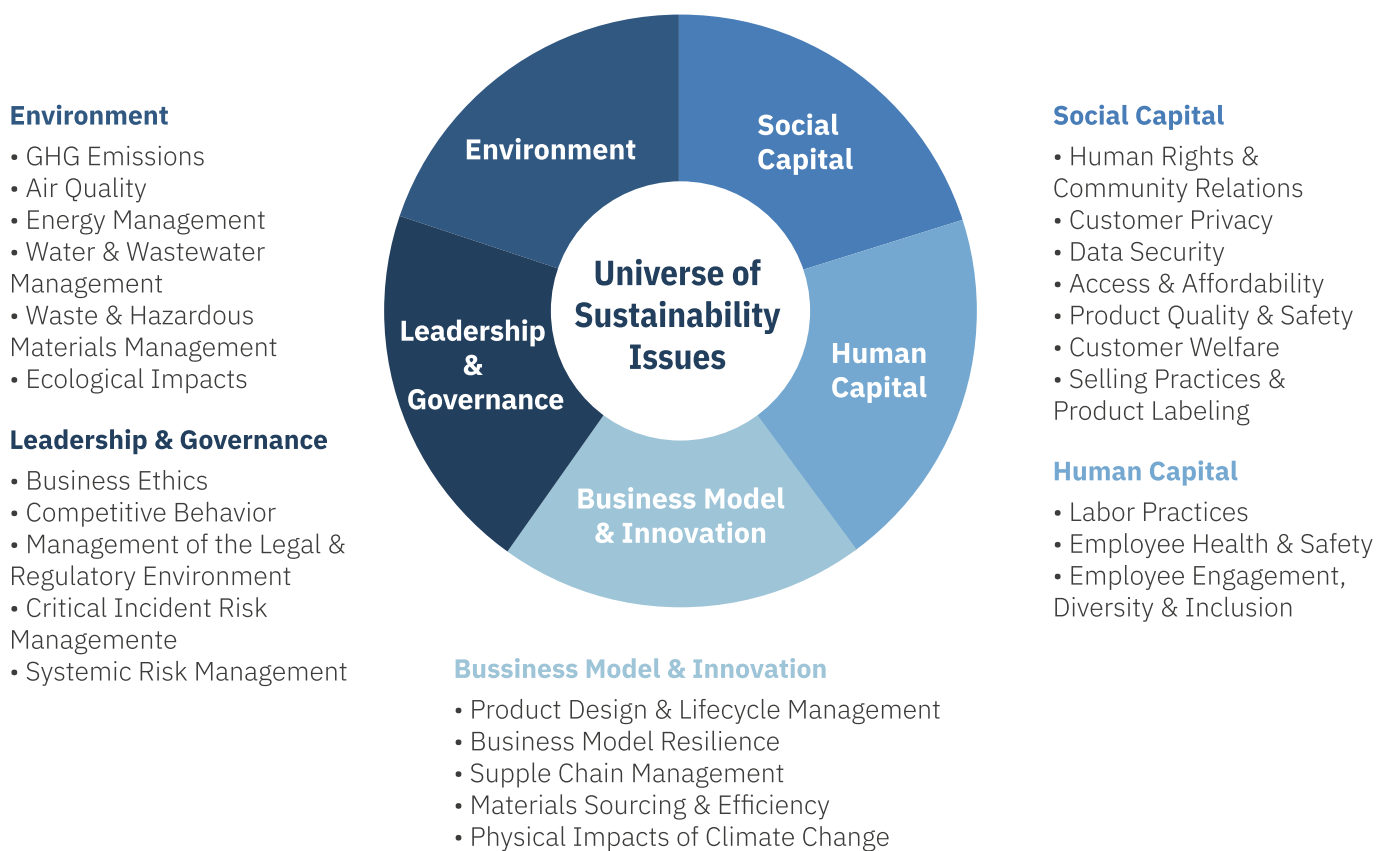 Environment
• GHG Emissions
• Air Quality
• Energy Management
• Water & Wastewater
Management
• Waste & Hazardous
Materials Management
• Ecological Impacts
Leadership & Governance
• Business Ethics
• Competitive Behavior
• Management of the Legal &
Regulatory Environment
• Critical Incident Risk
Managemente
• Systemic Risk Management
Environment
Social
Capital
Universe of
Sustainability
Issues
Leadership
&
Governance
Human
Capital
Business Model
& Innovation
Bussiness Model & Innovation
• Product Design & Lifecycle Management
• Business Model Resilience
• Supple Chain Management
• Materials Sourcing & Efficiency
• Physical Impacts of Climate Change
Social Capital
• Human Rights &
Community Relations
• Customer Privacy
• Data Security
• Access & Affordability
• Product Quality & Safety
• Customer Welfare
• Selling Practices &
Product Labeling
Human Capital
• Labor Practices
• Employee Health & Safety
• Employee Engagement,
Diversity & Inclusion